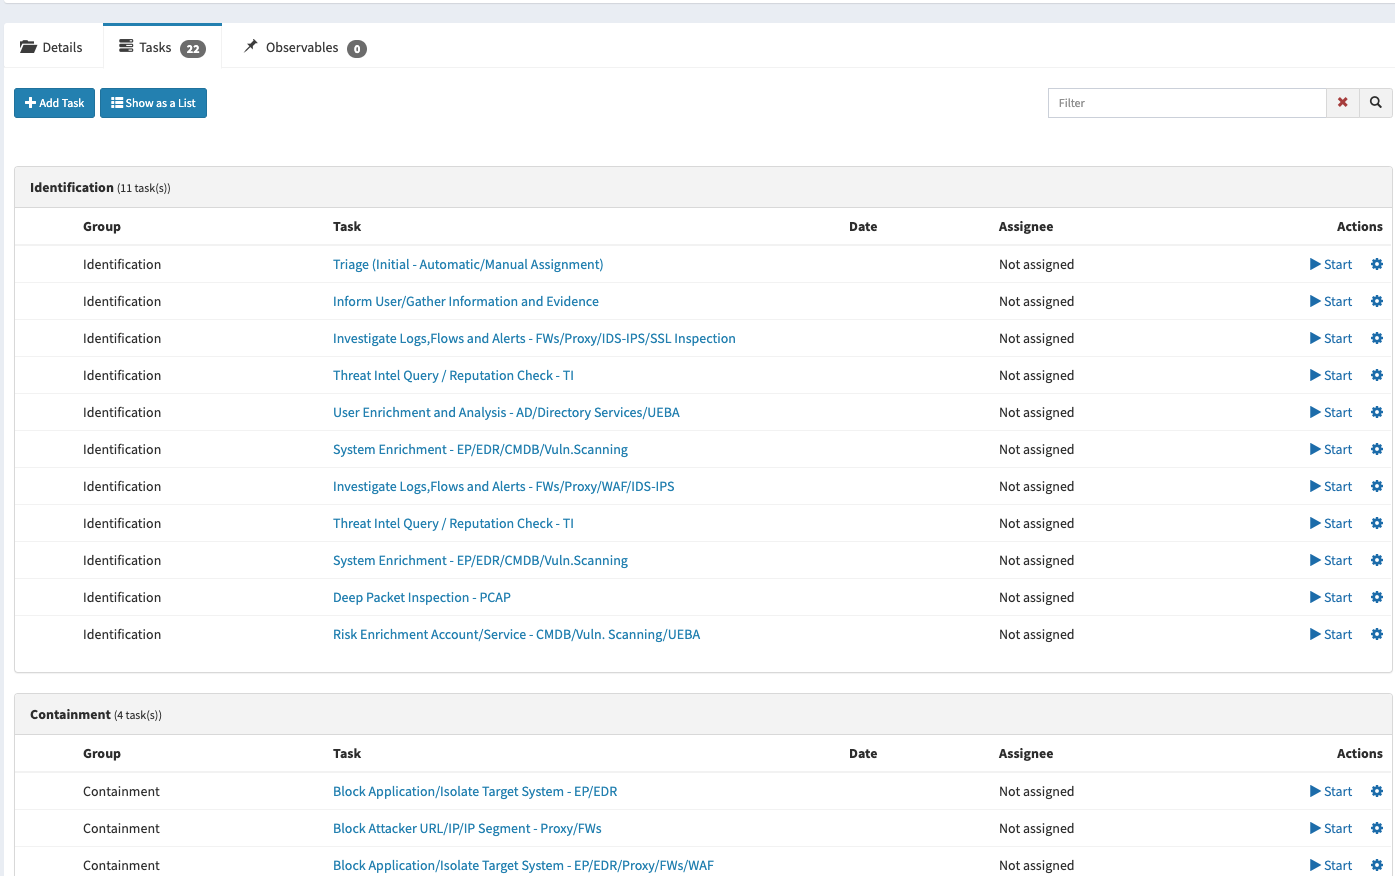 Details Tasks 22 Observables 0
Add Task Show as a List Filter
Identification (11 task(s))
Group Task Date Assignee Actions
Identification Triage (Initial - Automatic/Manual Assignment) Not assigned Start
Identification Inform User/Gather Information and Evidence Not assigned Start
Identification Investigate Logs,Flows and Alerts - FWs/Proxy/IDS-IPS/SSL Inspection Not assigned Start
Identification Threat Intel Query / Reputation Check - TI Not assigned Start
Identification User Enrichment and Analysis - AD/Directory Services/UEBA Not assigned Start
Identification System Enrichment - EP/EDR/CMDB/Vuln.Scanning Not assigned Start
Identification Investigate Logs,Flows and Alerts - FWs/Proxy/WAF/IDS-IPS Not assigned Start
Identification Threat Intel Query / Reputation Check - TI Not assigned Start
Identification System Enrichment - EP/EDR/CMDB/Vuln.Scanning Not assigned Start
Identification Deep Packet Inspection - PCAP Not assigned Start
Identification Risk Enrichment Account/Service - CMDB/Vuln. Scanning/UEBA Not assigned Start
Containment (4 task(s))
Group Task Date Assignee Actions
Containment Block Application/Isolate Target System - EP/EDR Not assigned Start
Containment Block Attacker URL/IP/IP Segment - Proxy/FWs Not assigned Start
Containment Block Application/Isolate Target System - EP/EDR/Proxy/FWs/WAF Not assigned Start